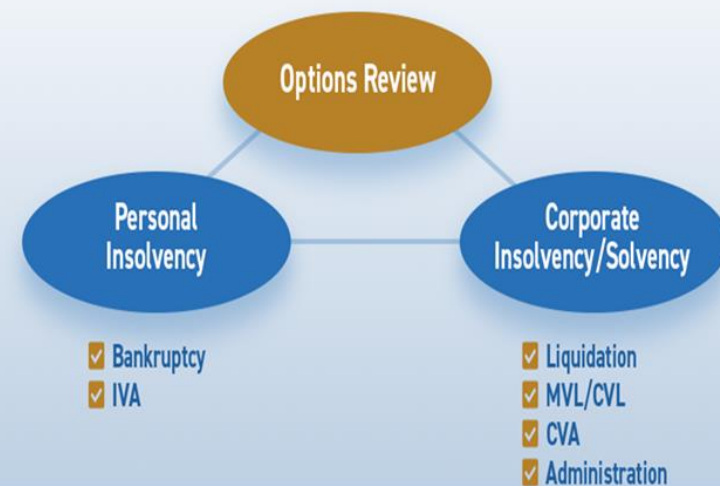 Options Review
Personal
Insolvency
Corporate
Insolvency/Solvency
Bankruptcy
IVA
Liquidation
MVL/CVL
CVA
Administration